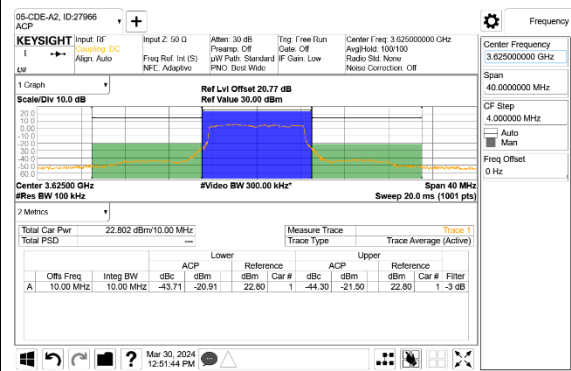 05-CDE-A2, ID:27966
ACP
Frequency
KEYSIGHT Input: RF
Coupling: DC
Align: Auto
Input Z: 50 Ω
Freq Ref: Int (S)
NFE: Adaptive
Atten: 30 dB
Preamp: Off
µW Path: Standard
PNO: Best Wide
Trig: Free Run
Gate: Off
IF Gain: Low
Center Freq: 3.625000000 GHz
Avg|Hold: 100/100
Radio Std: None
Noise Correction: Off
Center Frequency
3.625000000 GHz
Span
40.0000000 MHz
CF Step
4.000000 MHz
Auto
Man
Freq Offset
0 Hz
1 Graph
Scale/Div 10.0 dB
Ref Lvl Offset 20.77 dB
Ref Value 30.00 dBm
20.0
10.0
0.00
-10.0
-20.0
-30.0
-40.0
-50.0
-60.0
Center 3.62500 GHz
#Video BW 300.00 kHz*
Span 40 MHz
#Res BW 100 kHz
Sweep 20.0 ms (1001 pts)
2 Metrics
Total Car Pwr 22.802 dBm/10.00 MHz
Total PSD ---
Measure Trace Trace 1
Trace Type Trace Average (Active)
Lower Upper
ACP Reference ACP Reference
Offs Freq Integ BW dBc dBm dBm Car # dBc dBm dBm Car # Filter
A 10.00 MHz 10.00 MHz -43.71 -20.91 22.80 1 -44.30 -21.50 22.80 1 -3 dB
Mar 30, 2024
12:51:44 PM